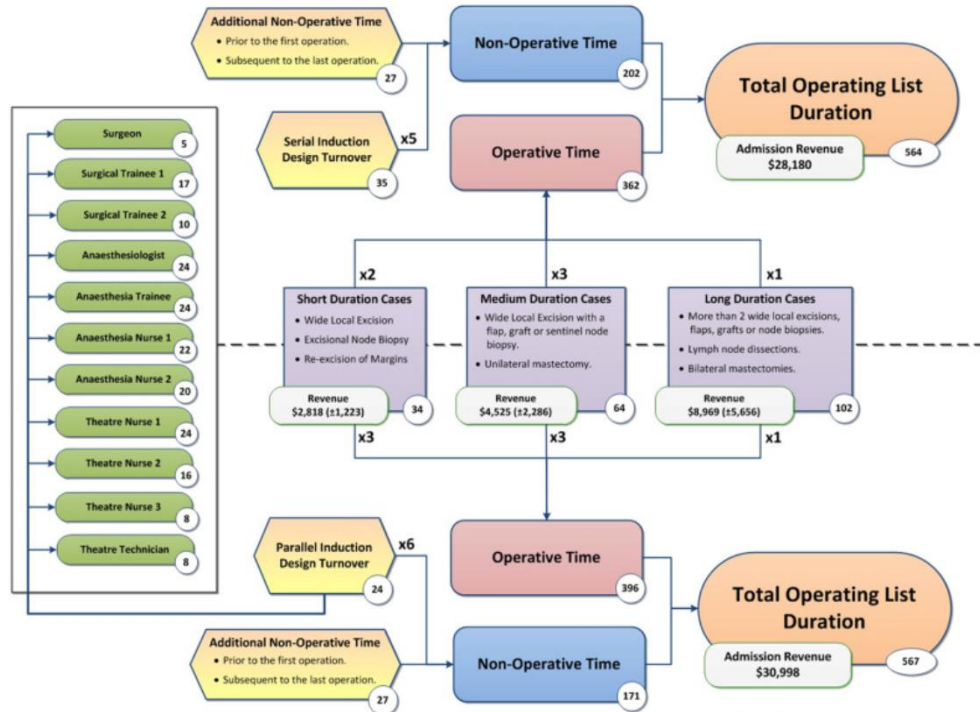 Additional Non-Operative Time
• Prior to the first operation.
• Subsequent to the last operation.
27
Non-Operative Time
202
Total Operating List
Duration
Admission Revenue
$28,180
564
Serial Induction
Design Turnover
35
x5
Operative Time
362
Surgeon
5
Surgical Trainee 1
17
Surgical Trainee 2
10
Anaesthesiologist
24
Anaesthesia Trainee
24
Anaesthesia Nurse 1
22
Anaesthesia Nurse 2
20
Theatre Nurse 1
24
Theatre Nurse 2
16
Theatre Nurse 3
8
Theatre Technician
8
x2
x3
x1
Short Duration Cases
• Wide Local Excision
• Excisional Node Biopsy
• Re-excision of Margins
Revenue
$2,818 (±1,223)
34
Medium Duration Cases
• Wide Local Excision with a
flap, graft or sentinel node
biopsy.
• Unilateral mastectomy.
Revenue
$4,525 (±2,286)
64
Long Duration Cases
• More than 2 wide local excisions,
flaps, grafts or node biopsies.
• Lymph node dissections.
• Bilateral mastectomies.
Revenue
$8,969 (±5,656)
102
x3
x3
x1
Parallel Induction
Design Turnover
24
x6
Operative Time
396
Total Operating List
Duration
Admission Revenue
$30,998
567
Additional Non-Operative Time
• Prior to the first operation.
• Subsequent to the last operation.
27
Non-Operative Time
171